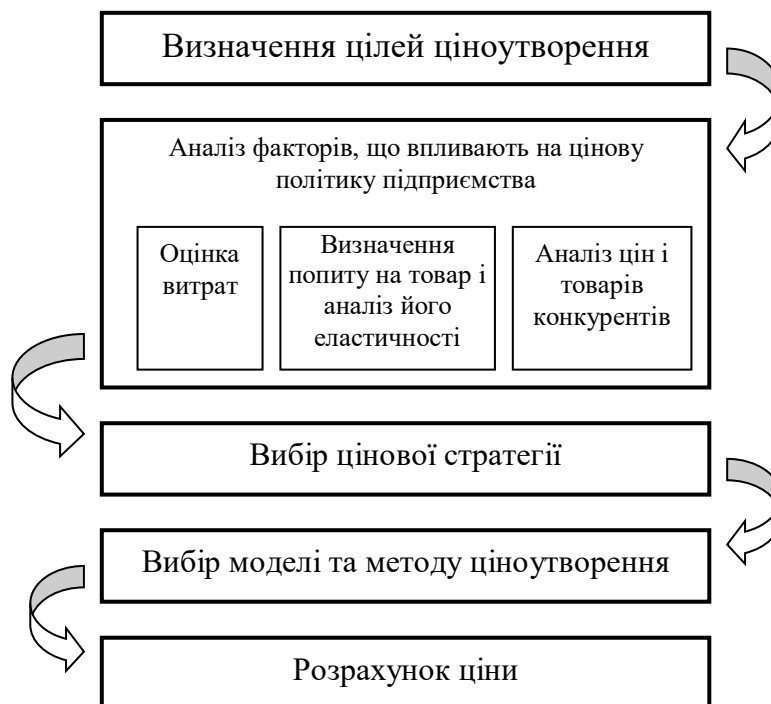 Визначення цілей ціноутворення
Аналіз факторів, що впливають на цінову
політику підприємства
Оцінка
витрат
Визначення
попиту на товар і
аналіз його
еластичності
Аналіз цін і
товарів
конкурентів
Вибір цінової стратегії
Вибір моделі та методу ціноутворення
Розрахунок ціни